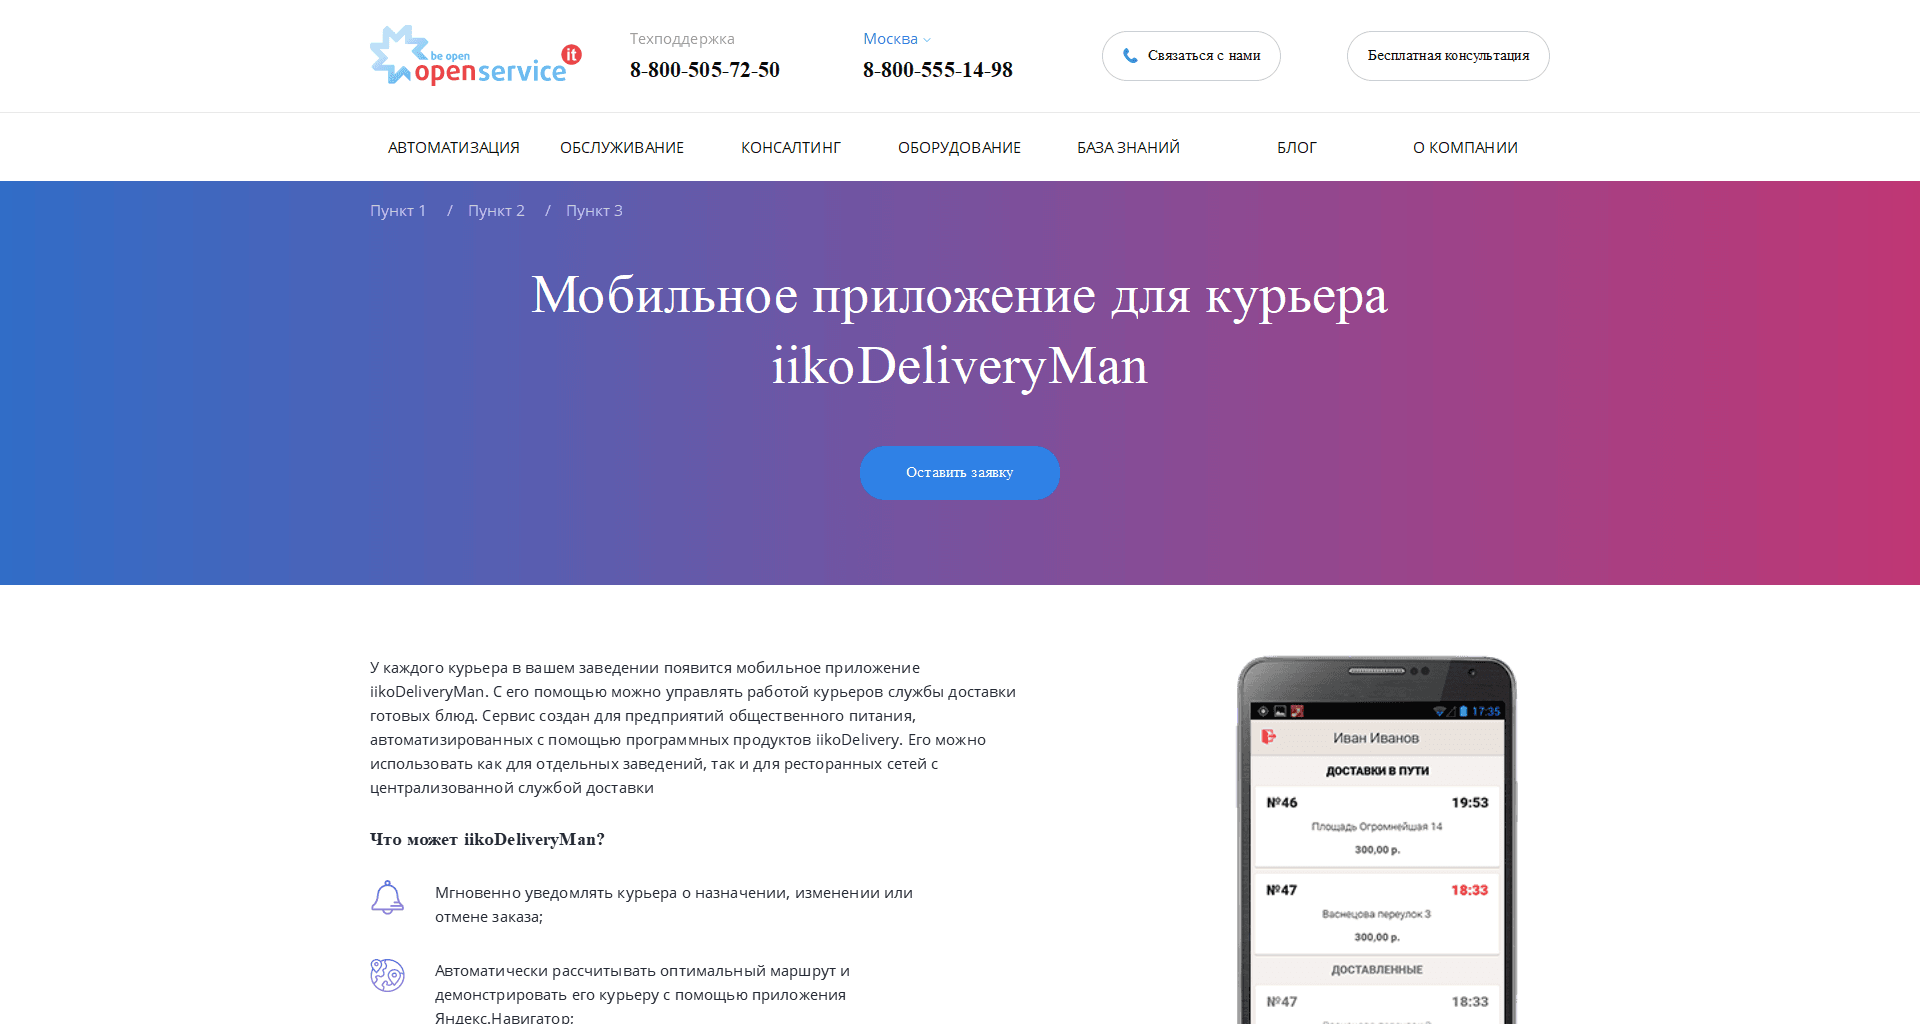 be open
openservice it
Техподдержка
8-800-505-72-50
Москва
8-800-555-14-98
Связаться с нами
Бесплатная консультация
АВТОМАТИЗАЦИЯ
ОБСЛУЖИВАНИЕ
КОНСАЛТИНГ
ОБОРУДОВАНИЕ
БАЗА ЗНАНИЙ
БЛОГ
О КОМПАНИИ
Пункт 1 / Пункт 2 / Пункт 3
Мобильное приложение для курьера
iikoDeliveryMan
Оставить заявку
У каждого курьера в вашем заведении появится мобильное приложение
iikoDeliveryMan. С его помощью можно управлять работой курьеров службы доставки
готовых блюд. Сервис создан для предприятий общественного питания,
автоматизированных с помощью программных продуктов iikoDelivery. Его можно
использовать как для отдельных заведений, так и для ресторанных сетей с
централизованной службой доставки
Что может iikoDeliveryMan?
Мгновенно уведомлять курьера о назначении, изменении или
отмене заказа;
Автоматически рассчитывать оптимальный маршрут и
демонстрировать его курьеру с помощью приложения
Яндекс.Навигатор;
17:35
Иван Иванов
ДОСТАВКИ В ПУТИ
№46 19:53
Площадь Огромнейшая 14
300,00 р.
№47 18:33
Васнецова переулок 3
300,00 р.
ДОСТАВЛЕННЫЕ
№47 18:33